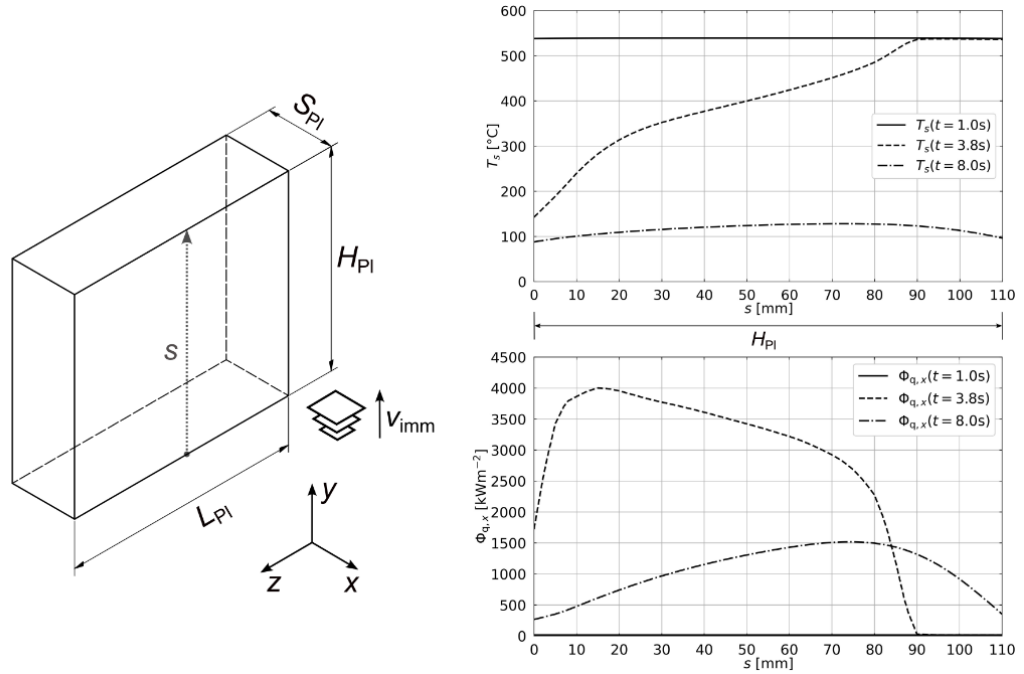 S_Pl
H_Pl
S
v_imm
L_Pl
y
z
x
600
500
400
300
200
100
0
T_s [°C]
T_s(t = 1.0s)
T_s(t = 3.8s)
T_s(t = 8.0s)
0 10 20 30 40 50 60 70 80 90 100 110
s [mm]
H_Pl
4500
4000
3500
3000
2500
2000
1500
1000
500
0
Φ_q,x [kWm⁻²]
Φ_q,x(t = 1.0s)
Φ_q,x(t = 3.8s)
Φ_q,x(t = 8.0s)
0 10 20 30 40 50 60 70 80 90 100 110
s [mm]